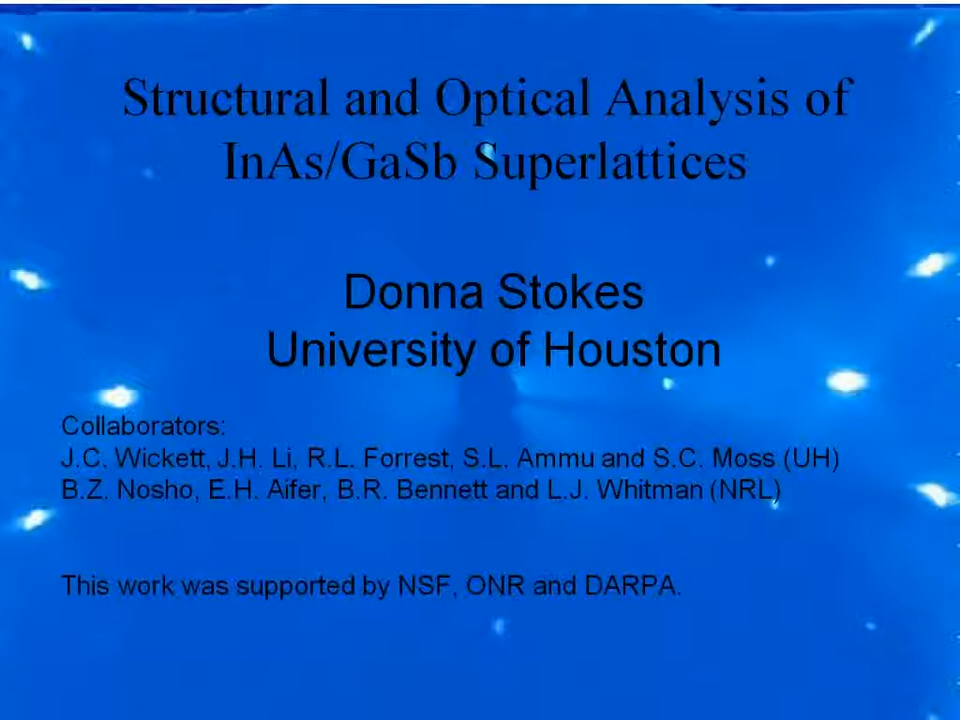 Structural and Optical Analysis of
InAs/GaSb Superlattices
Donna Stokes
University of Houston
Collaborators:
J.C. Wickett, J.H. Li, R.L. Forrest, S.L. Ammu and S.C. Moss (UH)
B.Z. Nosho, E.H. Aifer, B.R. Bennett and L.J. Whitman (NRL)
This work was supported by NSF, ONR and DARPA.